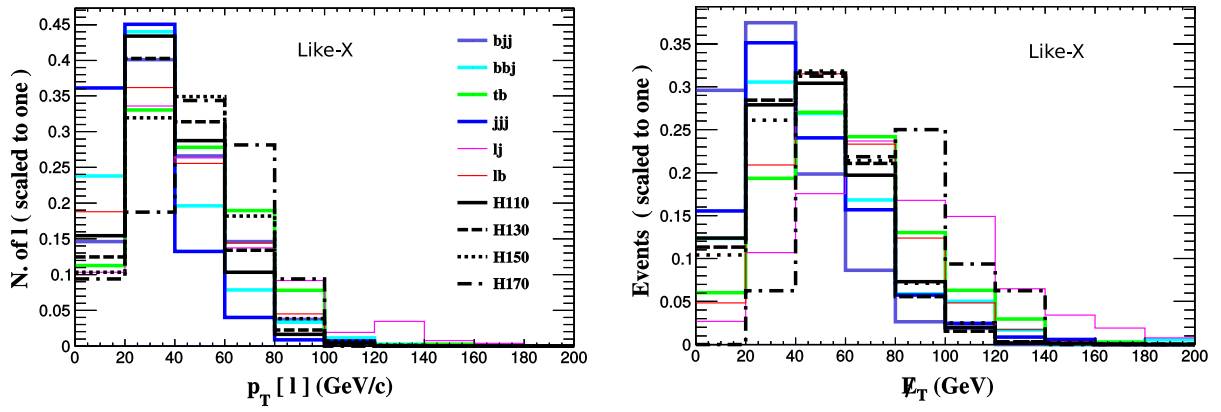 N. of l ( scaled to one )
0.45
0.4
0.35
0.3
0.25
0.2
0.15
0.1
0.05
0
Like-X
bjj
bbj
tb
jjj
lj
lb
H110
H130
H150
H170
0 20 40 60 80 100 120 140 160 180 200
p_T [ l ] (GeV/c)
Events ( scaled to one )
0.35
0.3
0.25
0.2
0.15
0.1
0.05
0
Like-X
0 20 40 60 80 100 120 140 160 180 200
E̸_T (GeV)